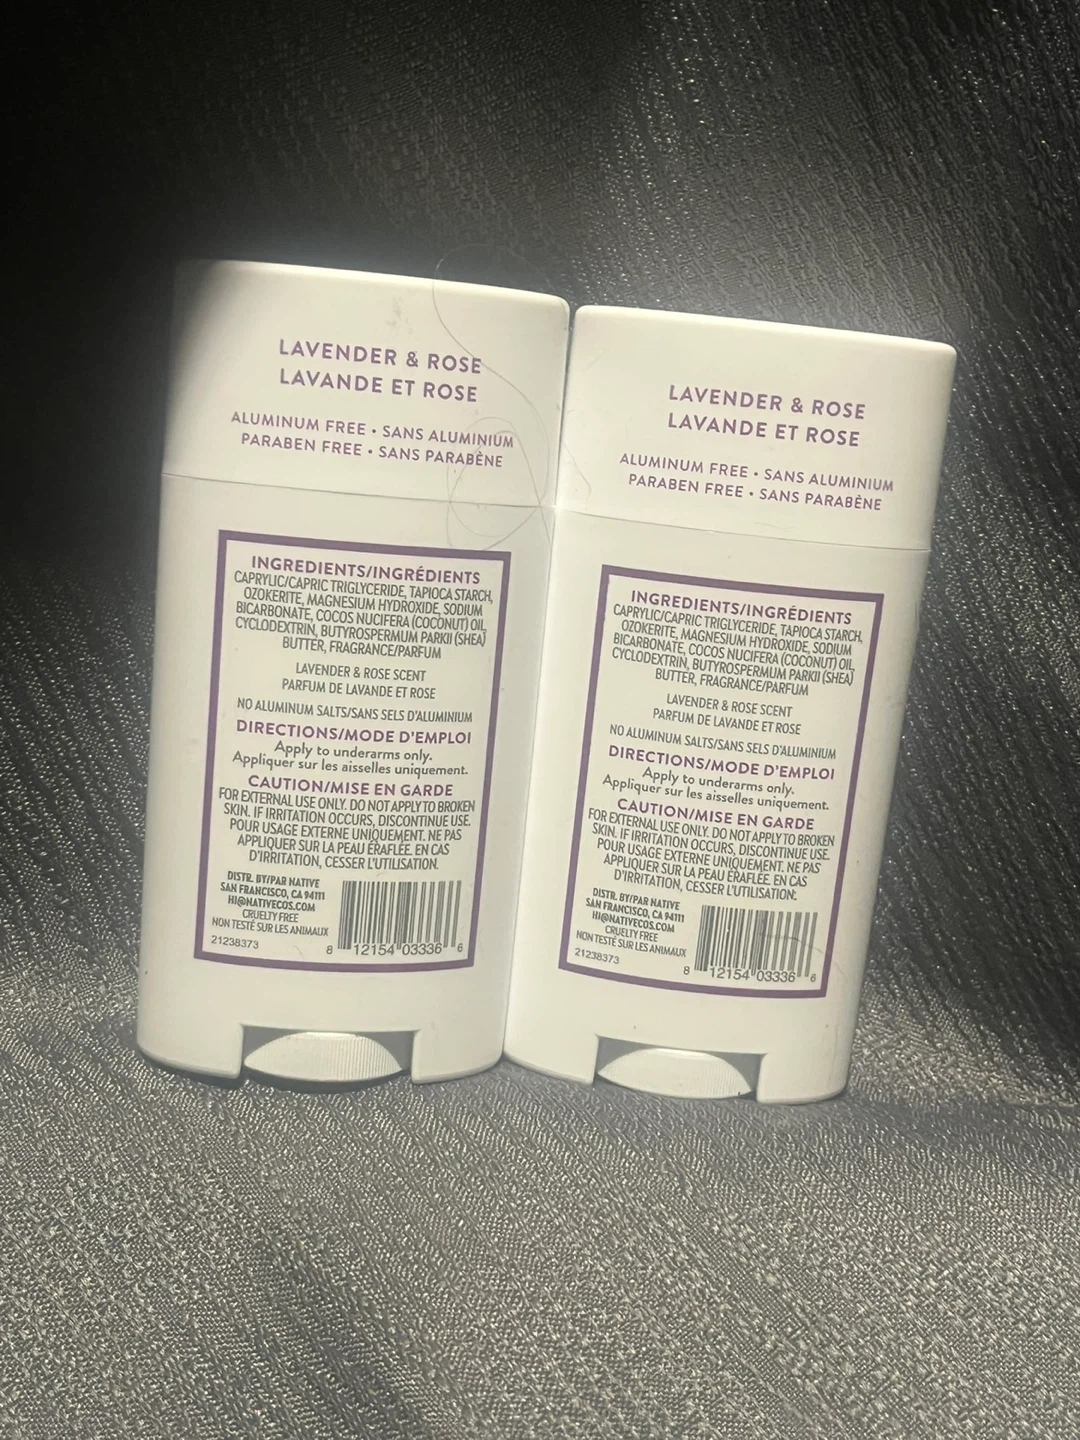 LAVENDER & ROSE
LAVANDE ET ROSE
ALUMINUM FREE • SANS ALUMINIUM
PARABEN FREE • SANS PARABÈNE
INGREDIENTS/INGRÉDIENTS
CAPRYLIC/CAPRIC TRIGLYCERIDE, TAPIOCA STARCH,
OZOKERITE, MAGNESIUM HYDROXIDE, SODIUM
BICARBONATE, COCOS NUCIFERA (COCONUT) OIL,
CYCLODEXTRIN, BUTYROSPERMUM PARKII (SHEA)
BUTTER, FRAGRANCE/PARFUM
LAVENDER & ROSE SCENT
PARFUM DE LAVANDE ET ROSE
NO ALUMINUM SALTS/SANS SELS D'ALUMINIUM
DIRECTIONS/MODE D'EMPLOI
Apply to underarms only.
Appliquer sur les aisselles uniquement.
CAUTION/MISE EN GARDE
FOR EXTERNAL USE ONLY. DO NOT APPLY TO BROKEN
SKIN. IF IRRITATION OCCURS, DISCONTINUE USE.
POUR USAGE EXTERNE UNIQUEMENT. NE PAS
APPLIQUER SUR LA PEAU ÉRAFLÉE. EN CAS
D'IRRITATION, CESSER L'UTILISATION.
DISTR. BY/PAR NATIVE
SAN FRANCISCO, CA 94111
HI@NATIVECOS.COM
CRUELTY FREE
NON TESTÉ SUR LES ANIMAUX
21238373
8 12154 03336 6
LAVENDER & ROSE
LAVANDE ET ROSE
ALUMINUM FREE • SANS ALUMINIUM
PARABEN FREE • SANS PARABÈNE
INGREDIENTS/INGRÉDIENTS
CAPRYLIC/CAPRIC TRIGLYCERIDE, TAPIOCA STARCH,
OZOKERITE, MAGNESIUM HYDROXIDE, SODIUM
BICARBONATE, COCOS NUCIFERA (COCONUT) OIL,
CYCLODEXTRIN, BUTYROSPERMUM PARKII (SHEA)
BUTTER, FRAGRANCE/PARFUM
LAVENDER & ROSE SCENT
PARFUM DE LAVANDE ET ROSE
NO ALUMINUM SALTS/SANS SELS D'ALUMINIUM
DIRECTIONS/MODE D'EMPLOI
Apply to underarms only.
Appliquer sur les aisselles uniquement.
CAUTION/MISE EN GARDE
FOR EXTERNAL USE ONLY. DO NOT APPLY TO BROKEN
SKIN. IF IRRITATION OCCURS, DISCONTINUE USE.
POUR USAGE EXTERNE UNIQUEMENT. NE PAS
APPLIQUER SUR LA PEAU ÉRAFLÉE. EN CAS
D'IRRITATION, CESSER L'UTILISATION.
DISTR. BY/PAR NATIVE
SAN FRANCISCO, CA 94111
HI@NATIVECOS.COM
CRUELTY FREE
NON TESTÉ SUR LES ANIMAUX
21238373
8 12154 03336 6